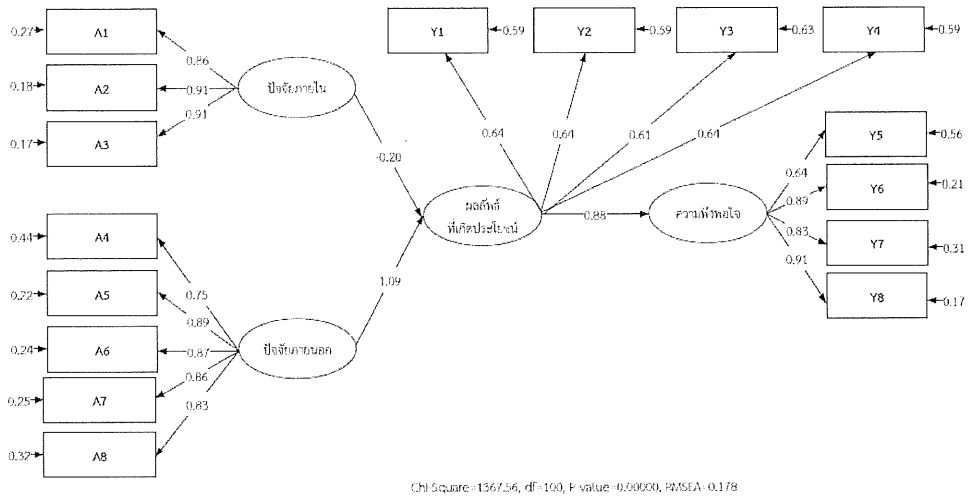 0.27
A1
0.86
0.18
A2
0.91
0.17
A3
0.91
ปัจจัยภายใน
Y1
0.59
Y2
0.59
Y3
0.63
Y4
0.59
0.64
0.64
0.61
0.64
-0.20
ผลลัพธ์
ที่เกิดประโยชน์
0.88
ความพึงพอใจ
Y5
0.56
0.64
Y6
0.21
0.89
Y7
0.31
0.83
Y8
0.17
0.91
1.09
0.44
A4
0.75
0.22
A5
0.89
0.24
A6
0.87
0.25
A7
0.86
0.32
A8
0.83
ปัจจัยภายนอก
Chi-Square=1367.56, df=100, P-value=0.00000, RMSEA=0.178